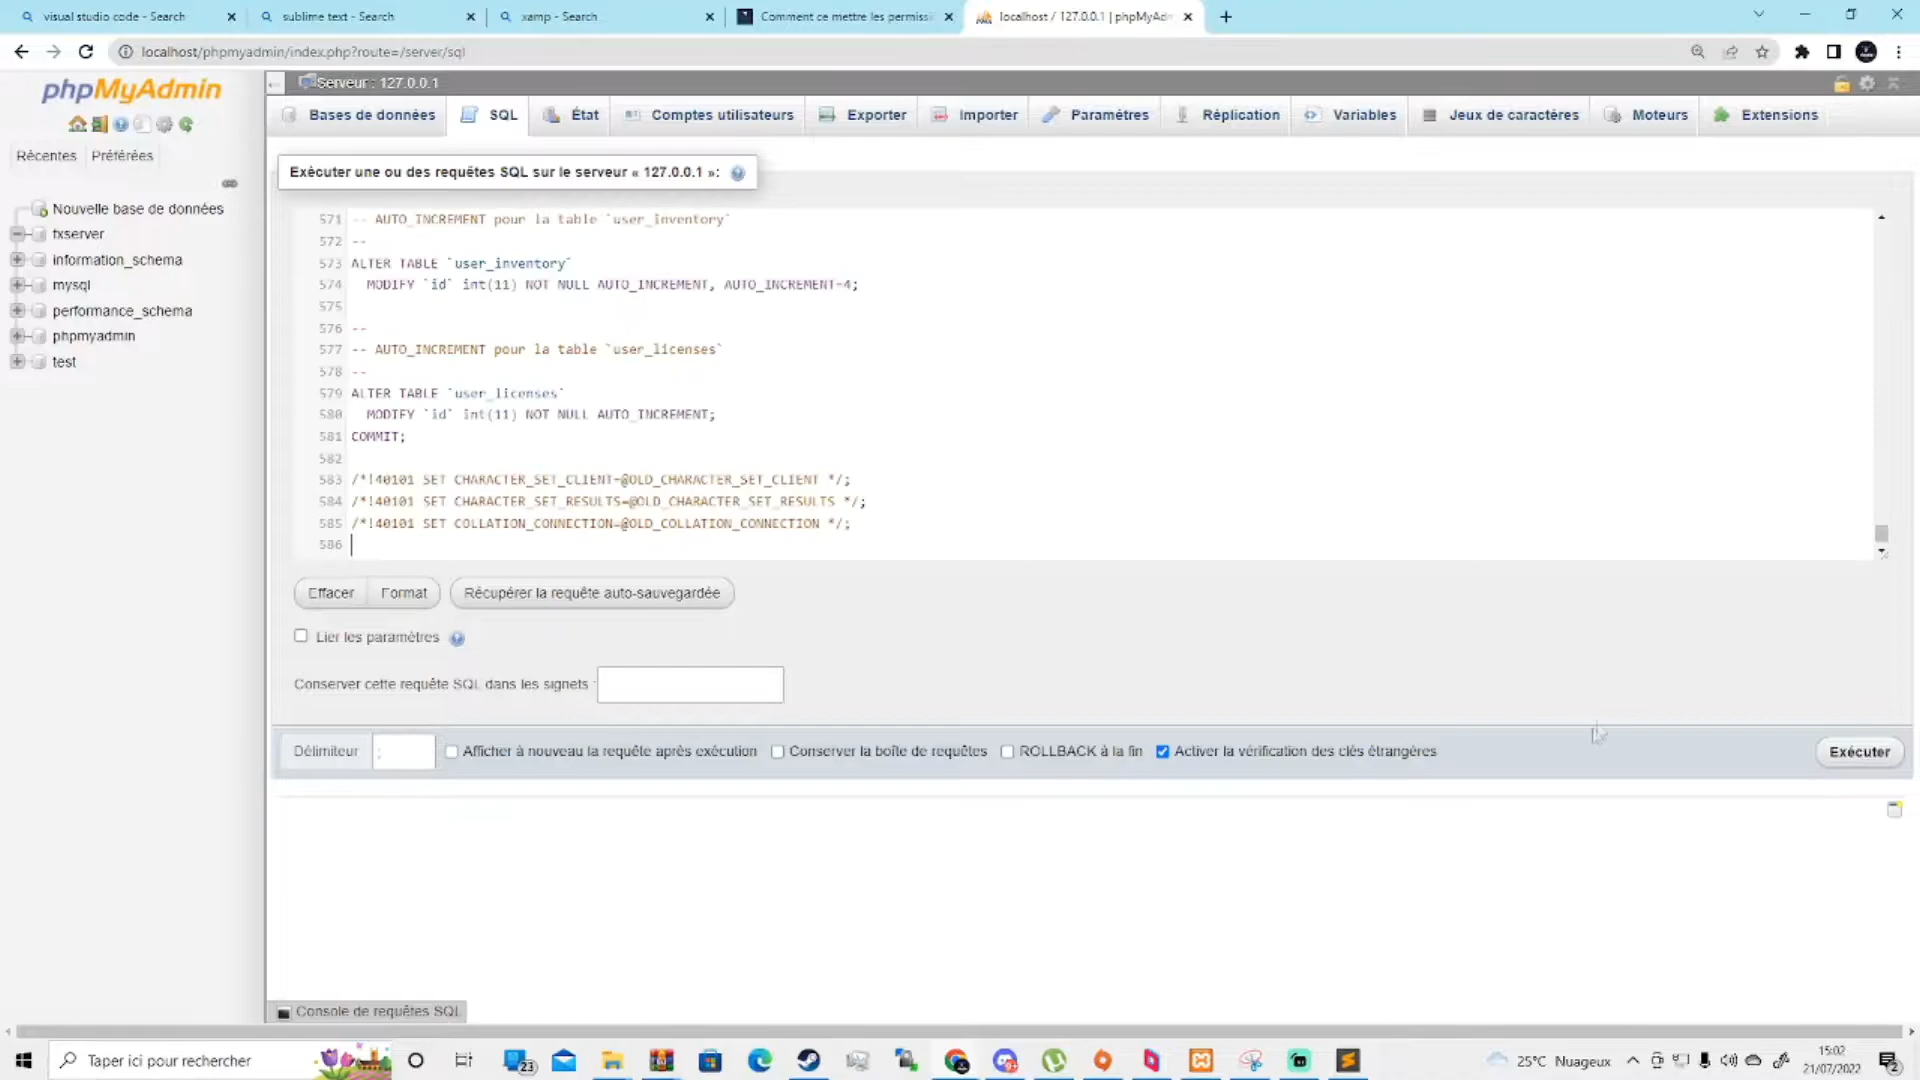 visual studio code - Search
sublime text - Search
xamp - Search
Comment ce mettre les permissi
localhost / 127.0.0.1 | phpMyAdm
localhost/phpmyadmin/index.php?route=/server/sql
phpMyAdmin
Récentes Préférées
Nouvelle base de données
txserver
information_schema
mysql
performance_schema
phpmyadmin
test
Serveur : 127.0.0.1
Bases de données SQL État Comptes utilisateurs Exporter Importer Paramètres Réplication Variables Jeux de caractères Moteurs Extensions
Exécuter une ou des requêtes SQL sur le serveur « 127.0.0.1 »:
571 -- AUTO_INCREMENT pour la table `user_inventory`
572 --
573 ALTER TABLE `user_inventory`
574 MODIFY `id` int(11) NOT NULL AUTO_INCREMENT, AUTO_INCREMENT=4;
575
576 --
577 -- AUTO_INCREMENT pour la table `user_licenses`
578 --
579 ALTER TABLE `user_licenses`
580 MODIFY `id` int(11) NOT NULL AUTO_INCREMENT;
581 COMMIT;
582
583 /*!40101 SET CHARACTER_SET_CLIENT=@OLD_CHARACTER_SET_CLIENT */;
584 /*!40101 SET CHARACTER_SET_RESULTS=@OLD_CHARACTER_SET_RESULTS */;
585 /*!40101 SET COLLATION_CONNECTION=@OLD_COLLATION_CONNECTION */;
586
Effacer Format Récupérer la requête auto-sauvegardée
Lier les paramètres
Conserver cette requête SQL dans les signets :
Délimiteur ; Afficher à nouveau la requête après exécution Conserver la boîte de requêtes ROLLBACK à la fin Activer la vérification des clés étrangères Exécuter
Console de requêtes SQL
Taper ici pour rechercher
23
25°C Nuageux
15:02
21/07/2022
2